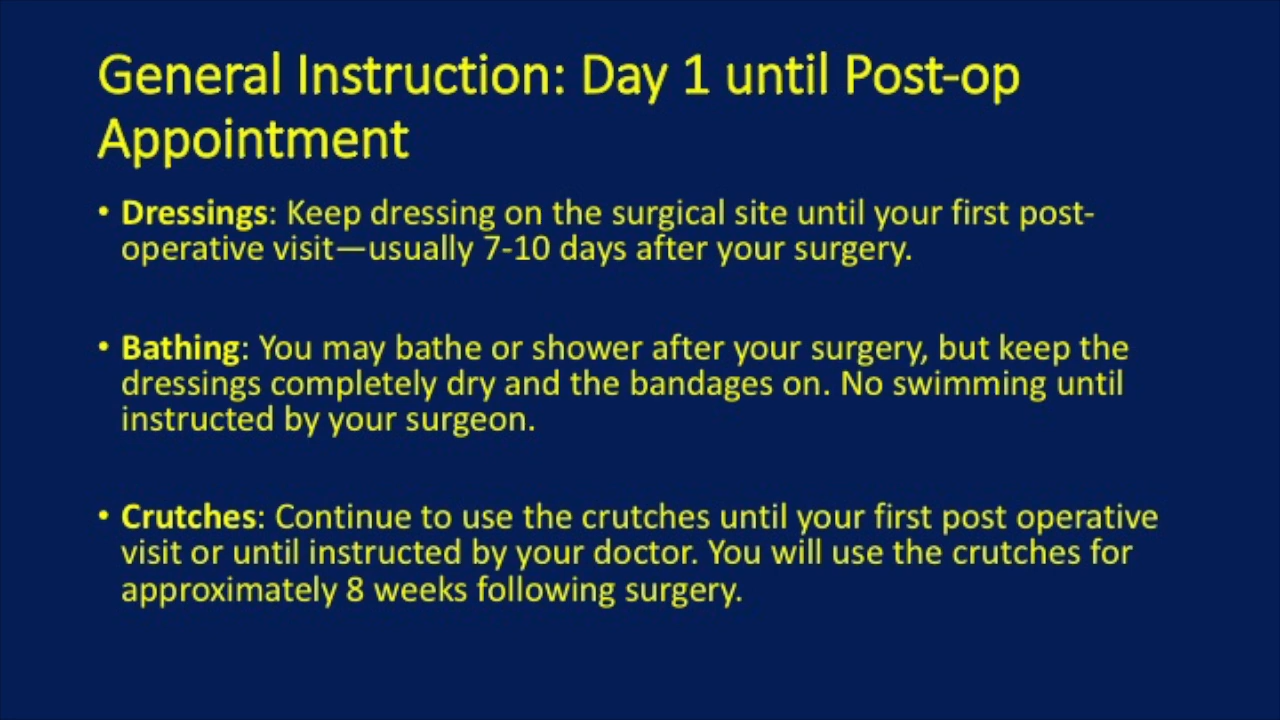 General Instruction: Day 1 until Post-op
Appointment
• Dressings: Keep dressing on the surgical site until your first post-
operative visit—usually 7-10 days after your surgery.
• Bathing: You may bathe or shower after your surgery, but keep the
dressings completely dry and the bandages on. No swimming until
instructed by your surgeon.
• Crutches: Continue to use the crutches until your first post operative
visit or until instructed by your doctor. You will use the crutches for
approximately 8 weeks following surgery.